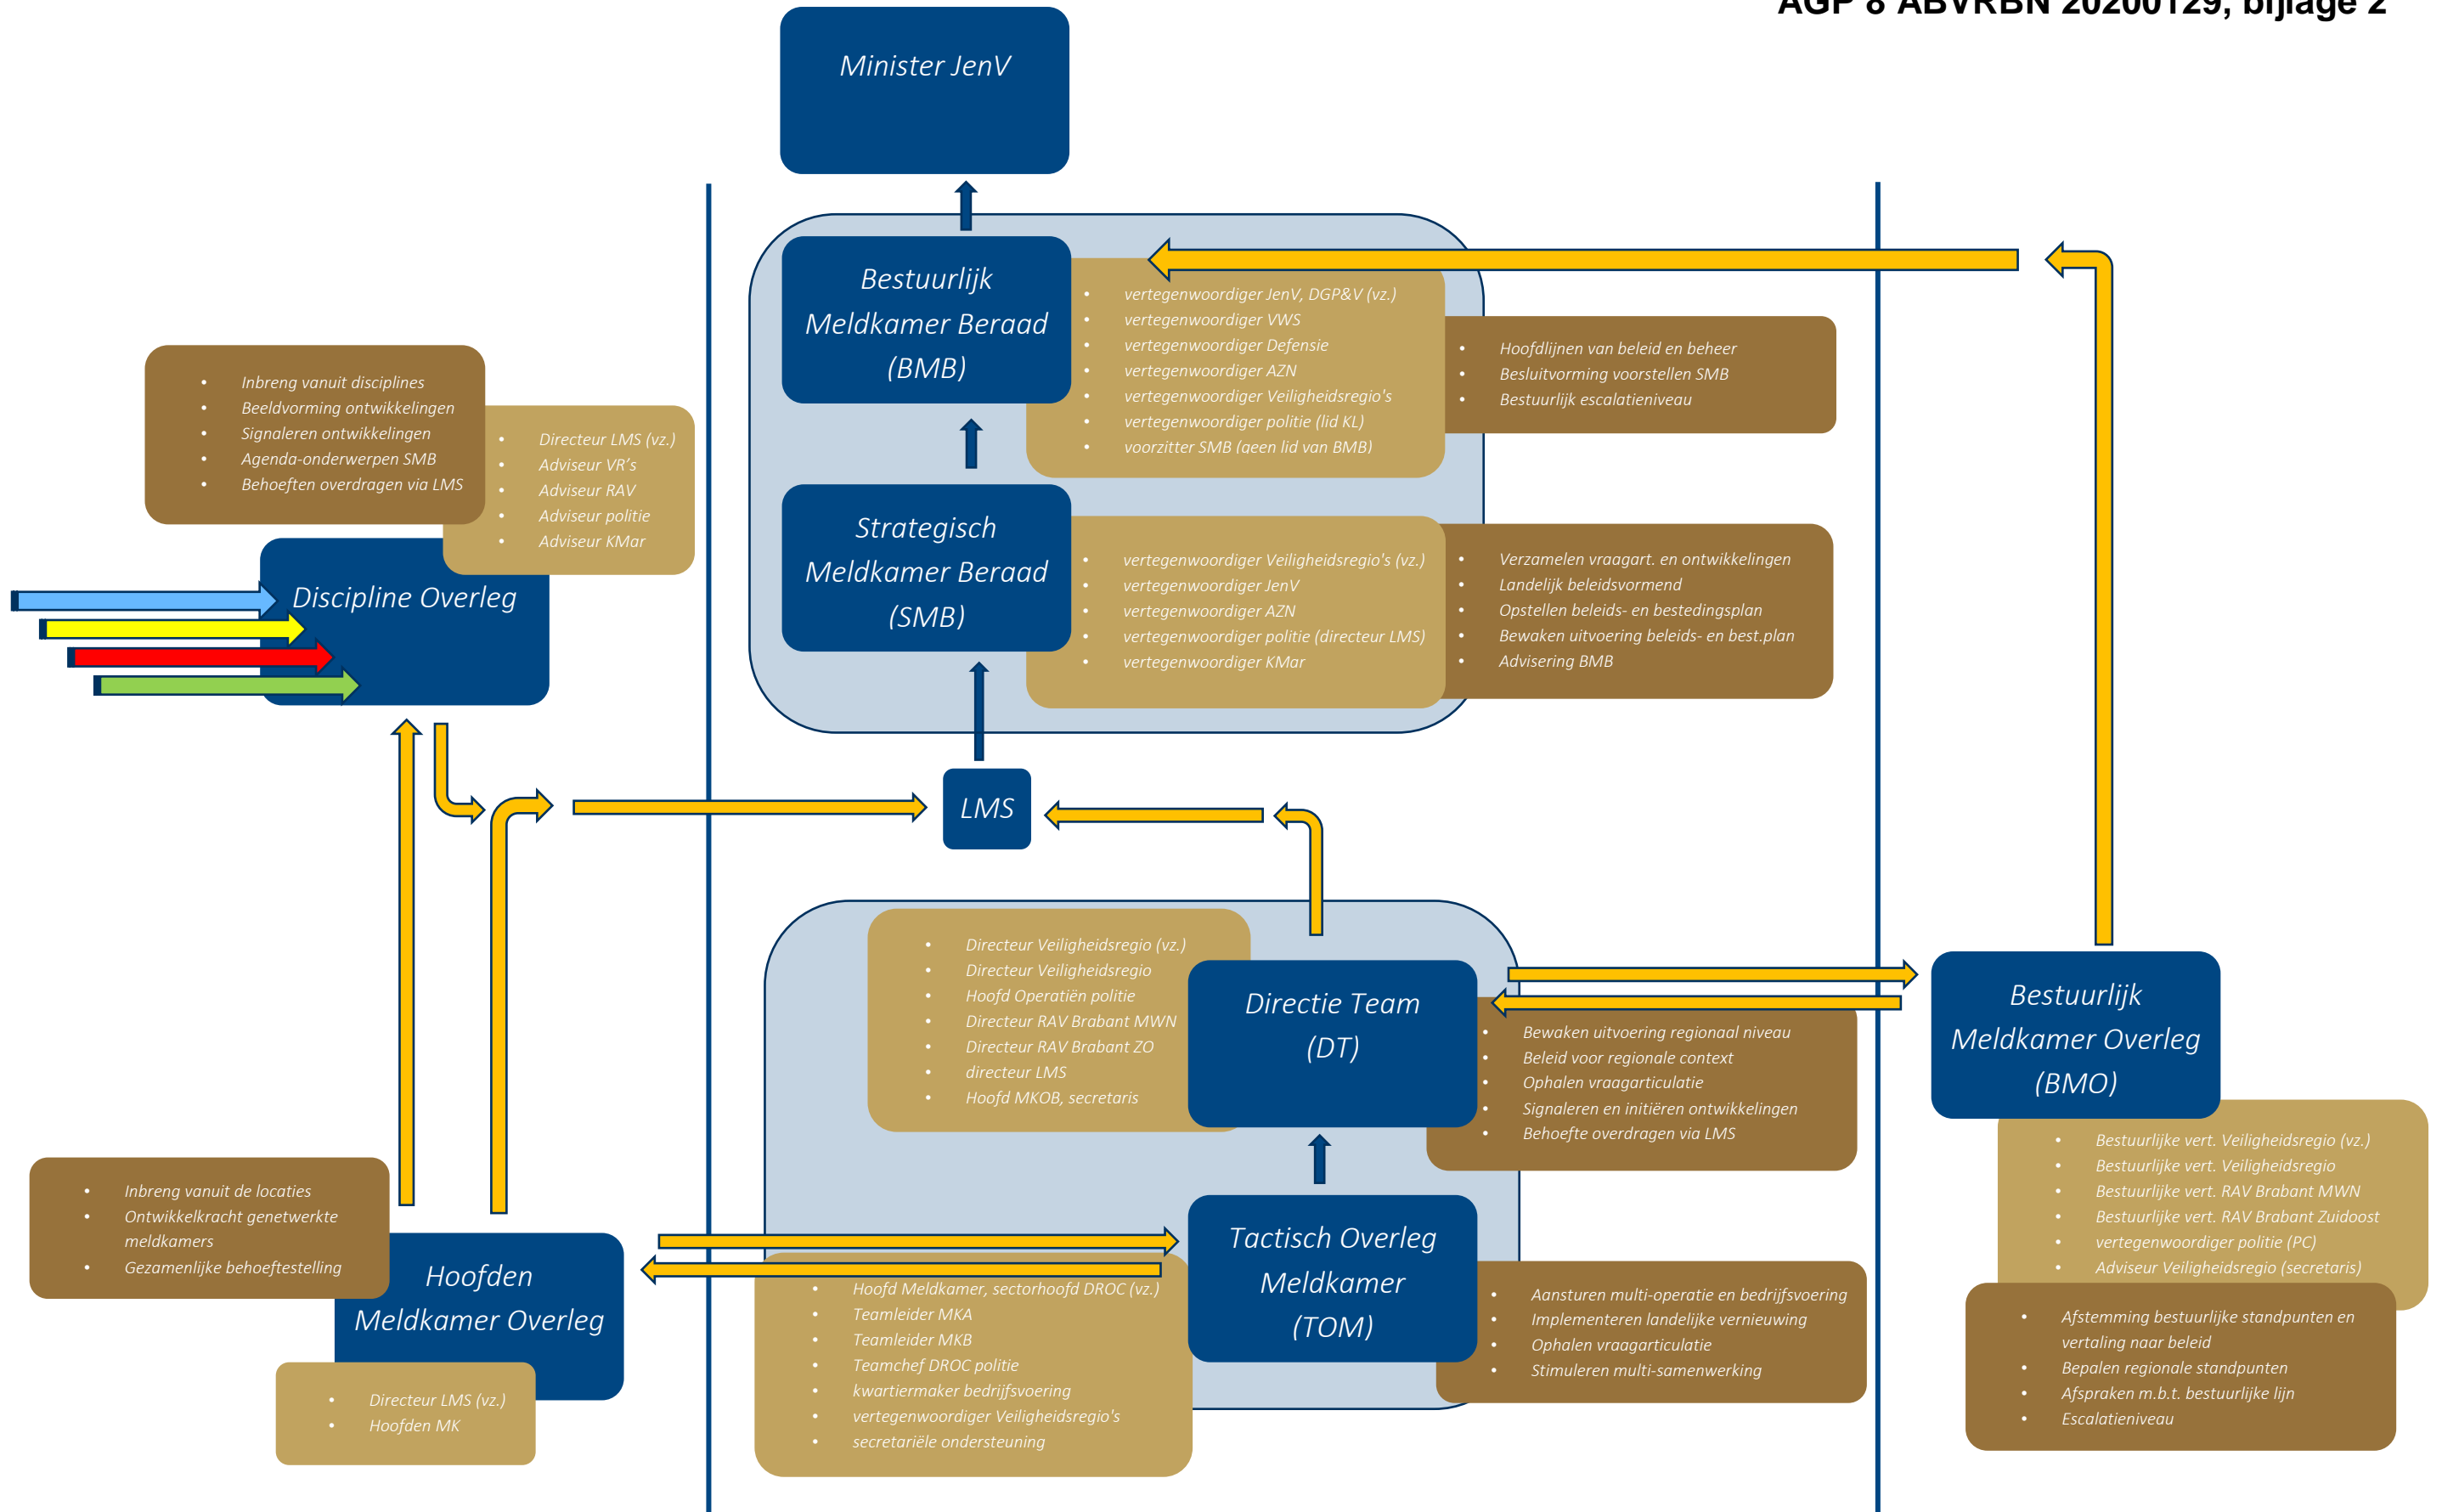 AGP 8 ABVRBN 20200129, bijlage 2
Minister JenV
Bestuurlijk
Meldkamer Beraad
(BMB)
• vertegenwoordiger JenV, DGP&V (vz.)
• vertegenwoordiger VWS
• vertegenwoordiger Defensie
• vertegenwoordiger AZN
• vertegenwoordiger Veiligheidsregio's
• vertegenwoordiger politie (lid KL)
• voorzitter SMB (geen lid van BMB)
• Hoofdlijnen van beleid en beheer
• Besluitvorming voorstellen SMB
• Bestuurlijk escalatieniveau
• Inbreng vanuit disciplines
• Beeldvorming ontwikkelingen
• Signaleren ontwikkelingen
• Agenda-onderwerpen SMB
• Behoeften overdragen via LMS
• Directeur LMS (vz.)
• Adviseur VR’s
• Adviseur RAV
• Adviseur politie
• Adviseur KMar
Discipline Overleg
Strategisch
Meldkamer Beraad
(SMB)
• vertegenwoordiger Veiligheidsregio's (vz.)
• vertegenwoordiger JenV
• vertegenwoordiger AZN
• vertegenwoordiger politie (directeur LMS)
• vertegenwoordiger KMar
• Verzamelen vraagart. en ontwikkelingen
• Landelijk beleidsvormend
• Opstellen beleids- en bestedingsplan
• Bewaken uitvoering beleids- en best.plan
• Advisering BMB
LMS
• Directeur Veiligheidsregio (vz.)
• Directeur Veiligheidsregio
• Hoofd Operatiën politie
• Directeur RAV Brabant MWN
• Directeur RAV Brabant ZO
• directeur LMS
• Hoofd MKOB, secretaris
Directie Team
(DT)
• Bewaken uitvoering regionaal niveau
• Beleid voor regionale context
• Ophalen vraagarticulatie
• Signaleren en initiëren ontwikkelingen
• Behoefte overdragen via LMS
Bestuurlijk
Meldkamer Overleg
(BMO)
• Bestuurlijke vert. Veiligheidsregio (vz.)
• Bestuurlijke vert. Veiligheidsregio
• Bestuurlijke vert. RAV Brabant MWN
• Bestuurlijke vert. RAV Brabant Zuidoost
• vertegenwoordiger politie (PC)
• Adviseur Veiligheidsregio (secretaris)
• Afstemming bestuurlijke standpunten en
vertaling naar beleid
• Bepalen regionale standpunten
• Afspraken m.b.t. bestuurlijke lijn
• Escalatieniveau
• Inbreng vanuit de locaties
• Ontwikkelkracht genetwerkte
meldkamers
• Gezamenlijke behoeftestelling
Hoofden
Meldkamer Overleg
• Directeur LMS (vz.)
• Hoofden MK
• Hoofd Meldkamer, sectorhoofd DROC (vz.)
• Teamleider MKA
• Teamleider MKB
• Teamchef DROC politie
• kwartiermaker bedrijfsvoering
• vertegenwoordiger Veiligheidsregio's
• secretariële ondersteuning
Tactisch Overleg
Meldkamer
(TOM)
• Aansturen multi-operatie en bedrijfsvoering
• Implementeren landelijke vernieuwing
• Ophalen vraagarticulatie
• Stimuleren multi-samenwerking